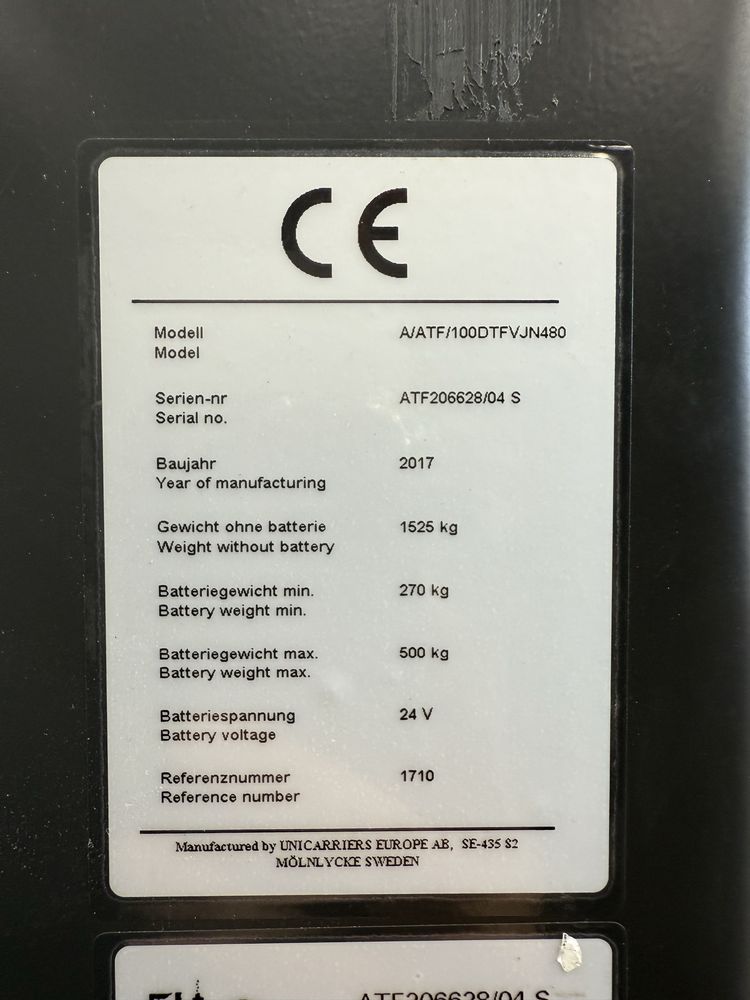 CE
Modell A/ATF/100DTFVJN480
Model
Serien-nr ATF206628/04 S
Serial no.
Baujahr 2017
Year of manufacturing
Gewicht ohne batterie 1525 kg
Weight without battery
Batteriegewicht min. 270 kg
Battery weight min.
Batteriegewicht max. 500 kg
Battery weight max.
Batteriespannung 24 V
Battery voltage
Referenznummer 1710
Reference number
Manufactured by UNICARRIERS EUROPE AB, SE-435 82
MÖLNLYCKE SWEDEN
ATF206628/04 S